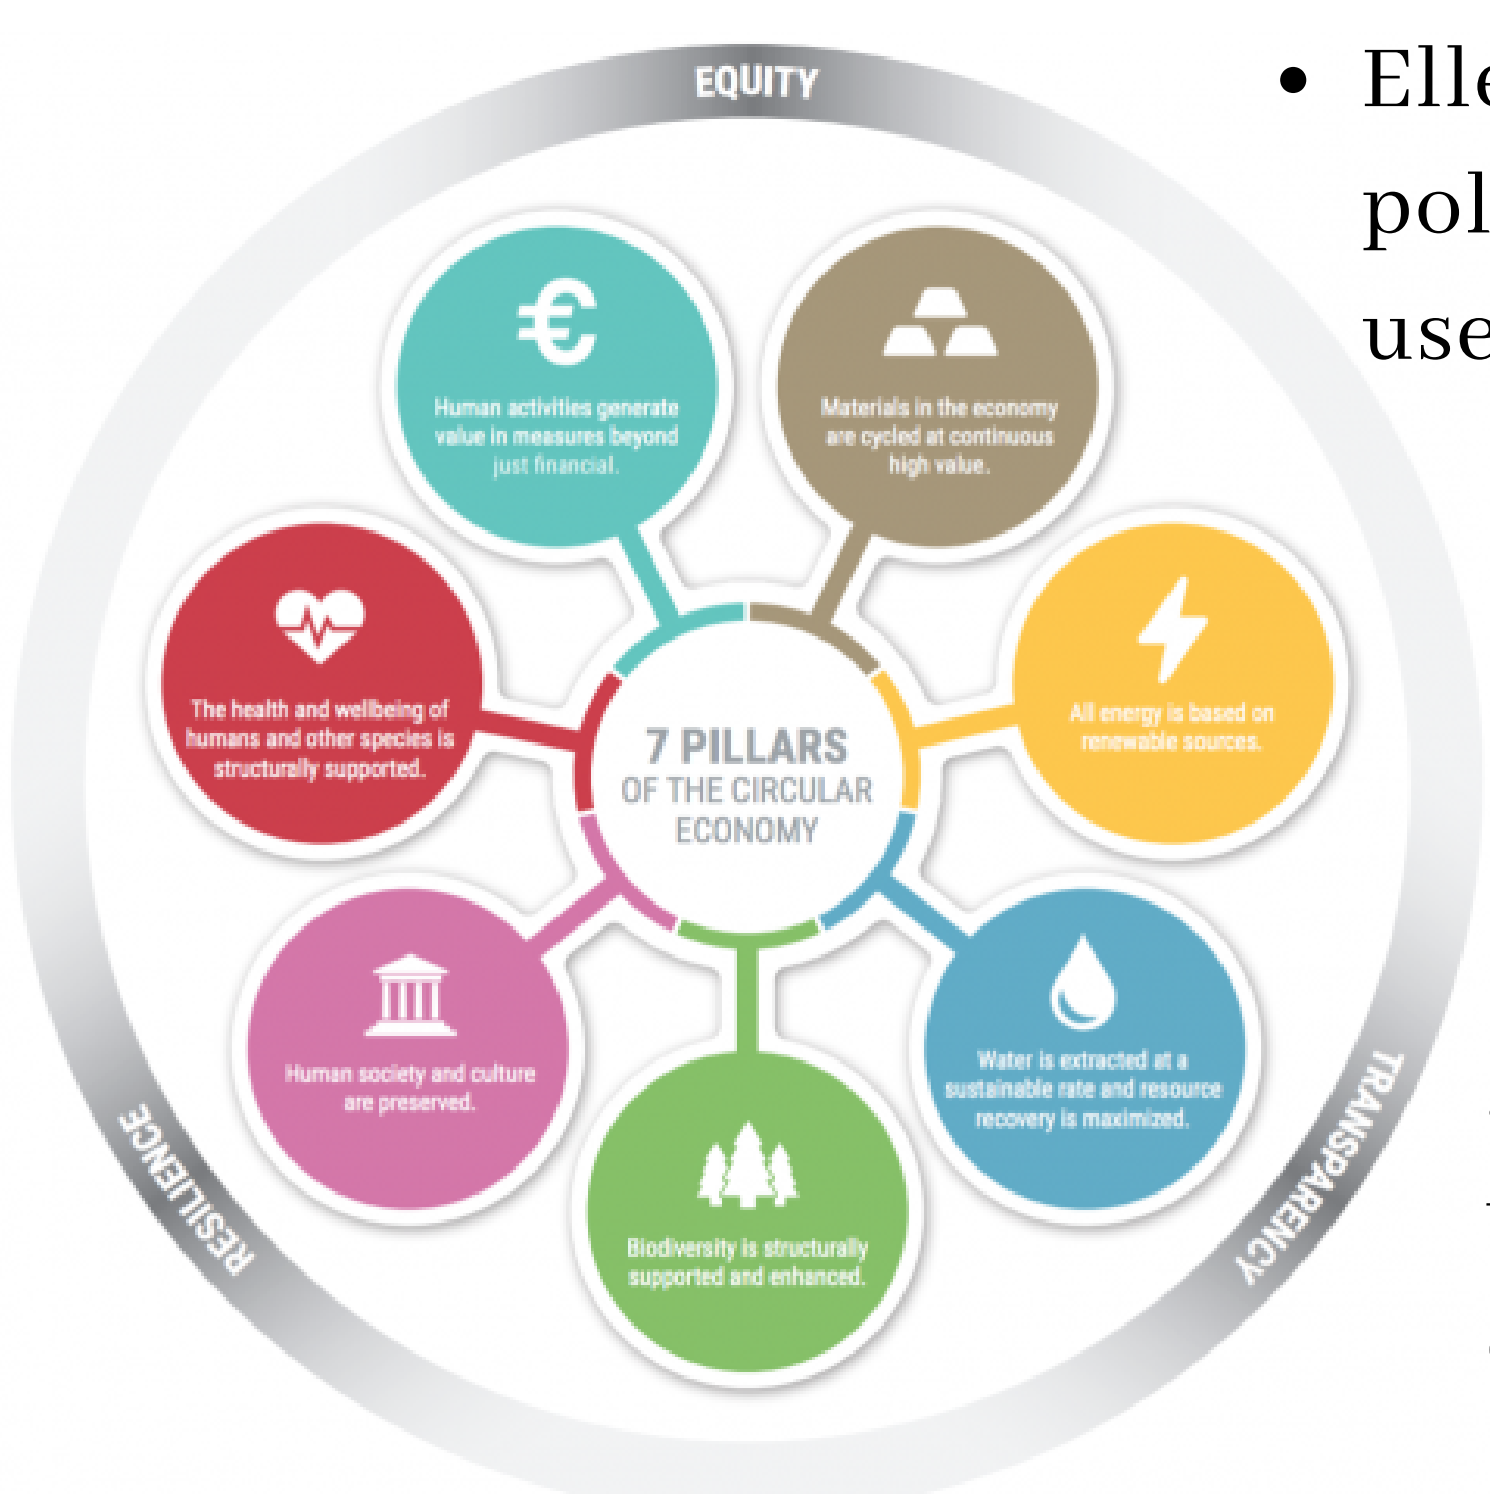 EQUITY
Human activities generate
value in measures beyond
just financial.
Materials in the economy
are cycled at continuous
high value.
All energy is based on
renewable sources.
Water is extracted at a
sustainable rate and resource
recovery is maximized.
Biodiversity is structurally
supported and enhanced.
Human society and culture
are preserved.
The health and wellbeing of
humans and other species is
structurally supported.
7 PILLARS
OF THE CIRCULAR
ECONOMY
TRANSPARENCY
RESILIENCE